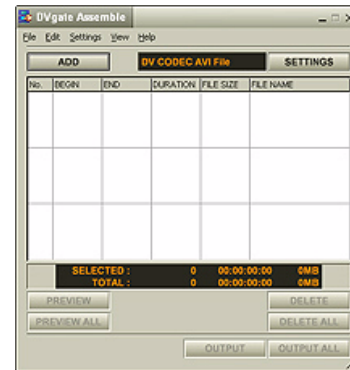 DVgate Assemble
File Edit Settings View Help
ADD DV CODEC AVI File SETTINGS
No. BEGIN END DURATION FILE SIZE FILE NAME
SELECTED : 0 00:00:00:00 0MB
TOTAL : 0 00:00:00:00 0MB
PREVIEW DELETE
PREVIEW ALL DELETE ALL
OUTPUT OUTPUT ALL